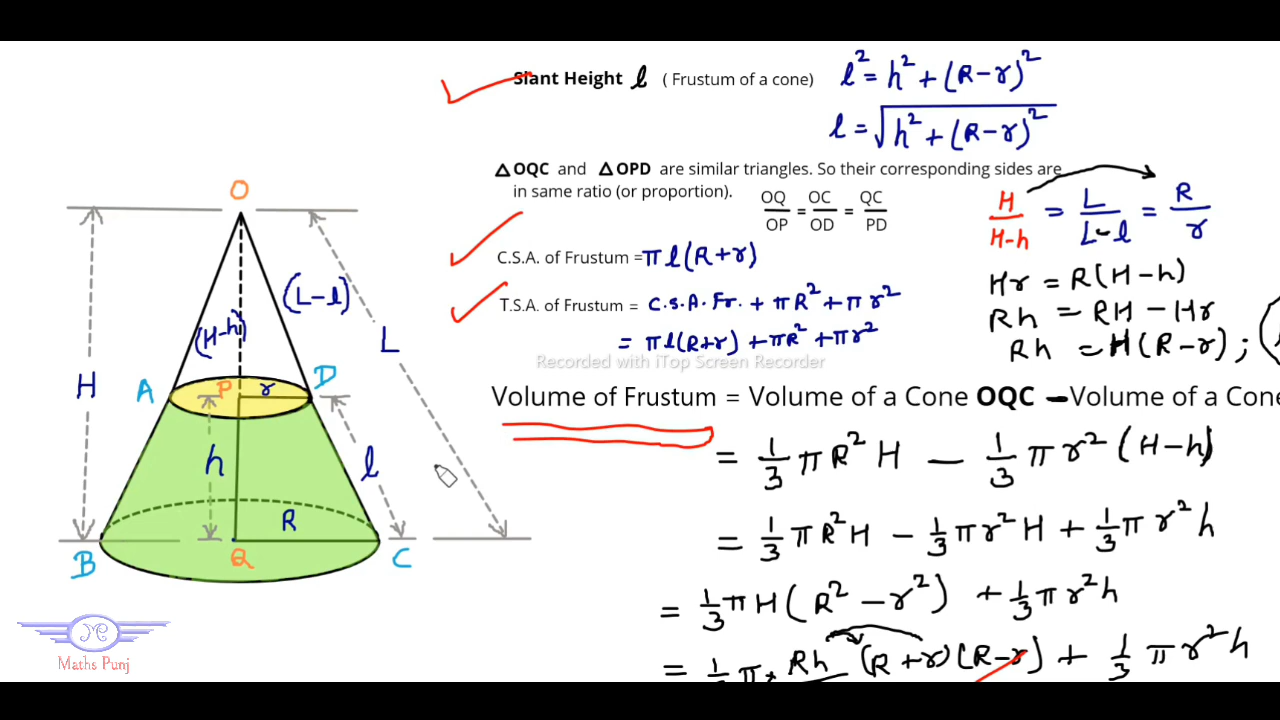 Slant Height l ( Frustum of a cone)
l² = h² + (R-r)²
l = √h² + (R-r)²
△OQC and △OPD are similar triangles. So their corresponding sides are
in same ratio (or proportion).
OQ/OP = OC/OD = QC/PD
H/H-h = L/L-l = R/r
C.S.A. of Frustum = πl(R+r)
Hr = R(H-h)
T.S.A. of Frustum = C.S.A. Fr. + πR² + πr²
Rh = RH - Hr
= πl(R+r) + πR² + πr²
Rh = H(R-r) ;
Recorded with iTop Screen Recorder
Volume of Frustum = Volume of a Cone OQC - Volume of a Cone
= 1/3 πR²H - 1/3 πr²(H-h)
= 1/3 πR²H - 1/3 πr²H + 1/3 πr²h
= 1/3 πH(R² - r²) + 1/3 πr²h
= 1/3 π · Rh (R+r)(R-r) + 1/3 πr²h
O
(L-l)
(H-h)
L
H
A
P
r
D
h
l
R
B
Q
C
Maths Punj